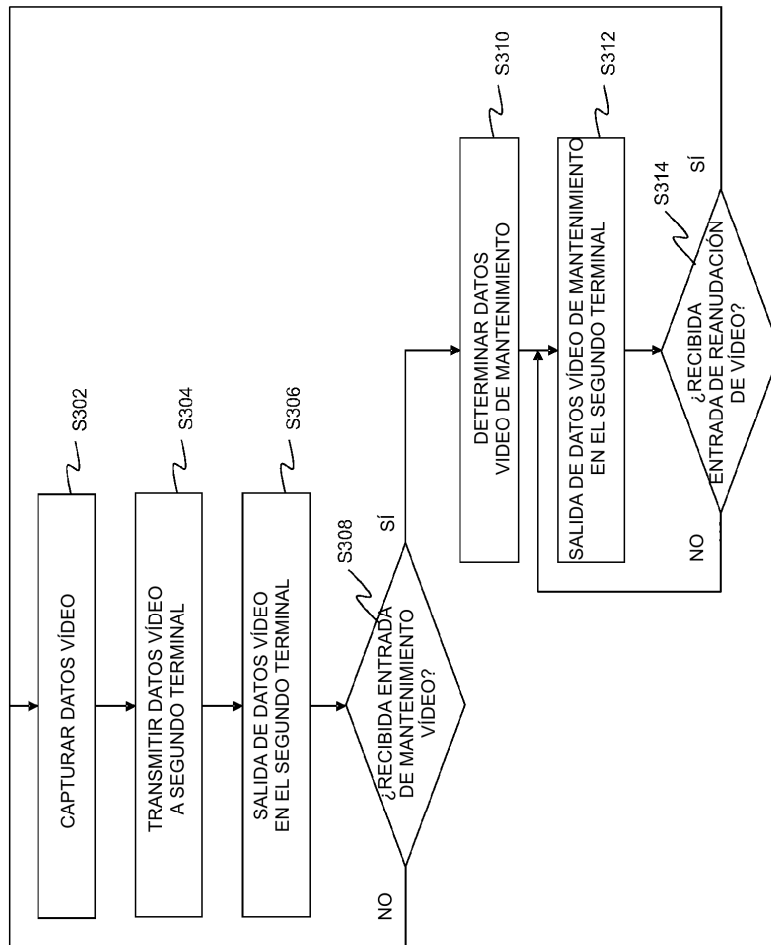 CAPTURAR DATOS VÍDEO
S302
TRANSMITIR DATOS VÍDEO
A SEGUNDO TERMINAL
S304
SALIDA DE DATOS VÍDEO
EN EL SEGUNDO TERMINAL
S306
¿RECIBIDA ENTRADA
DE MANTENIMIENTO
VÍDEO?
S308
NO
SÍ
DETERMINAR DATOS
VIDEO DE MANTENIMIENTO
S310
SALIDA DE DATOS VÍDEO DE MANTENIMIENTO
EN EL SEGUNDO TERMINAL
S312
¿RECIBIDA
ENTRADA DE REANUDACIÓN
DE VÍDEO?
S314
NO
SÍ